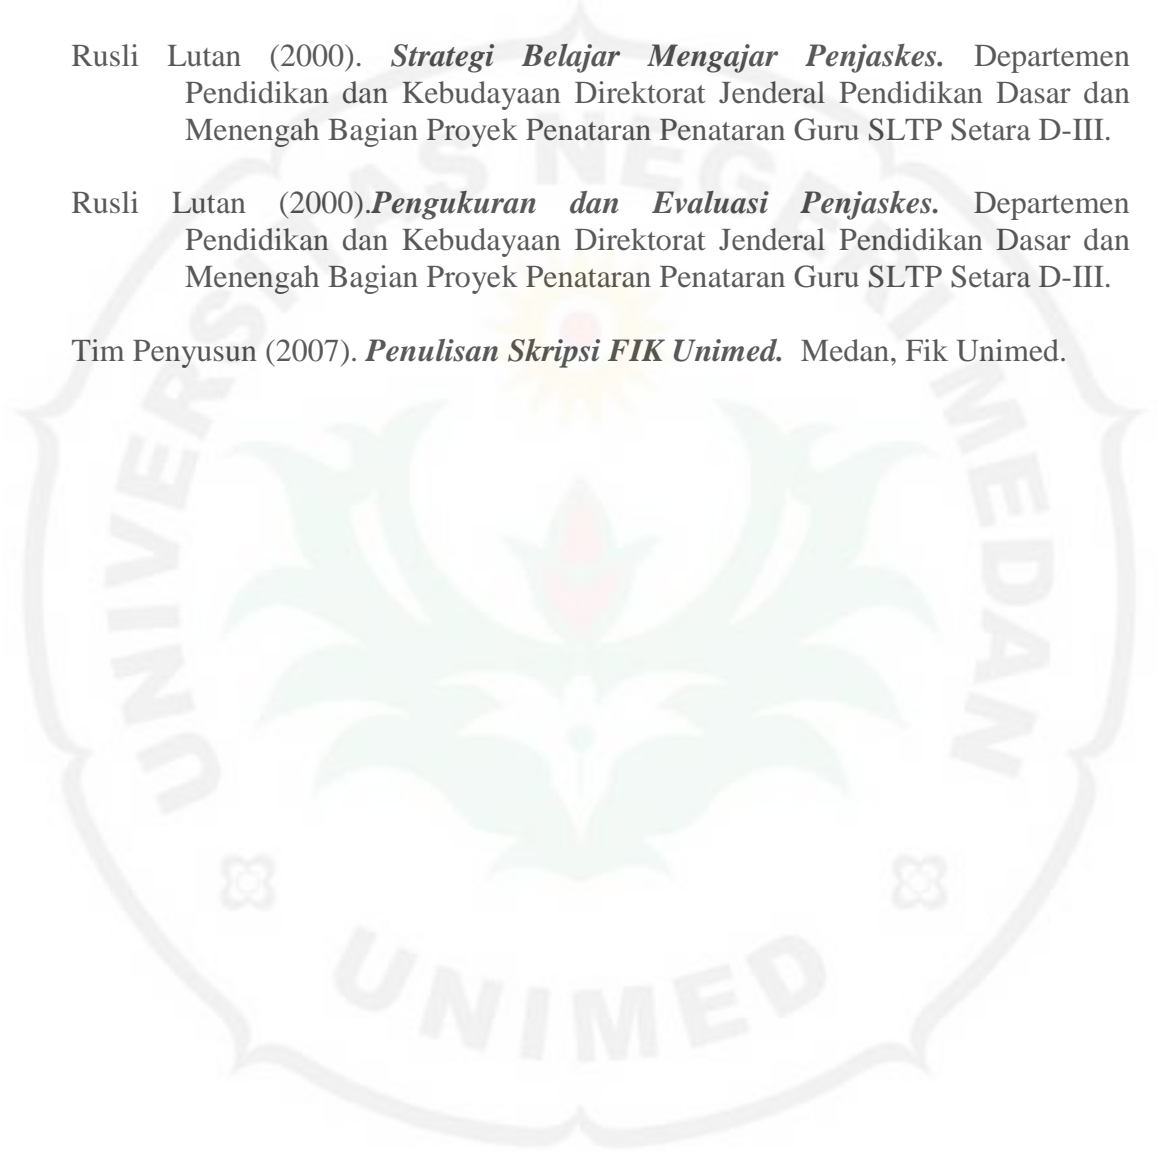 Rusli Lutan (2000). Strategi Belajar Mengajar Penjaskes. Departemen
Pendidikan dan Kebudayaan Direktorat Jenderal Pendidikan Dasar dan
Menengah Bagian Proyek Penataran Penataran Guru SLTP Setara D-III.
Rusli Lutan (2000).Pengukuran dan Evaluasi Penjaskes. Departemen
Pendidikan dan Kebudayaan Direktorat Jenderal Pendidikan Dasar dan
Menengah Bagian Proyek Penataran Penataran Guru SLTP Setara D-III.
Tim Penyusun (2007). Penulisan Skripsi FIK Unimed. Medan, Fik Unimed.
UNIVERSITAS NEGERI MEDAN
UNIMED